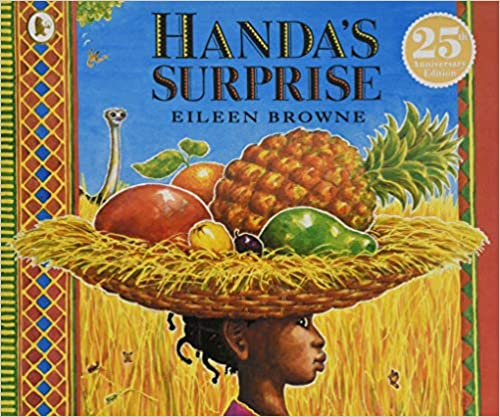 HANDA'S
SURPRISE
EILEEN BROWNE
25th
Anniversary
Edition